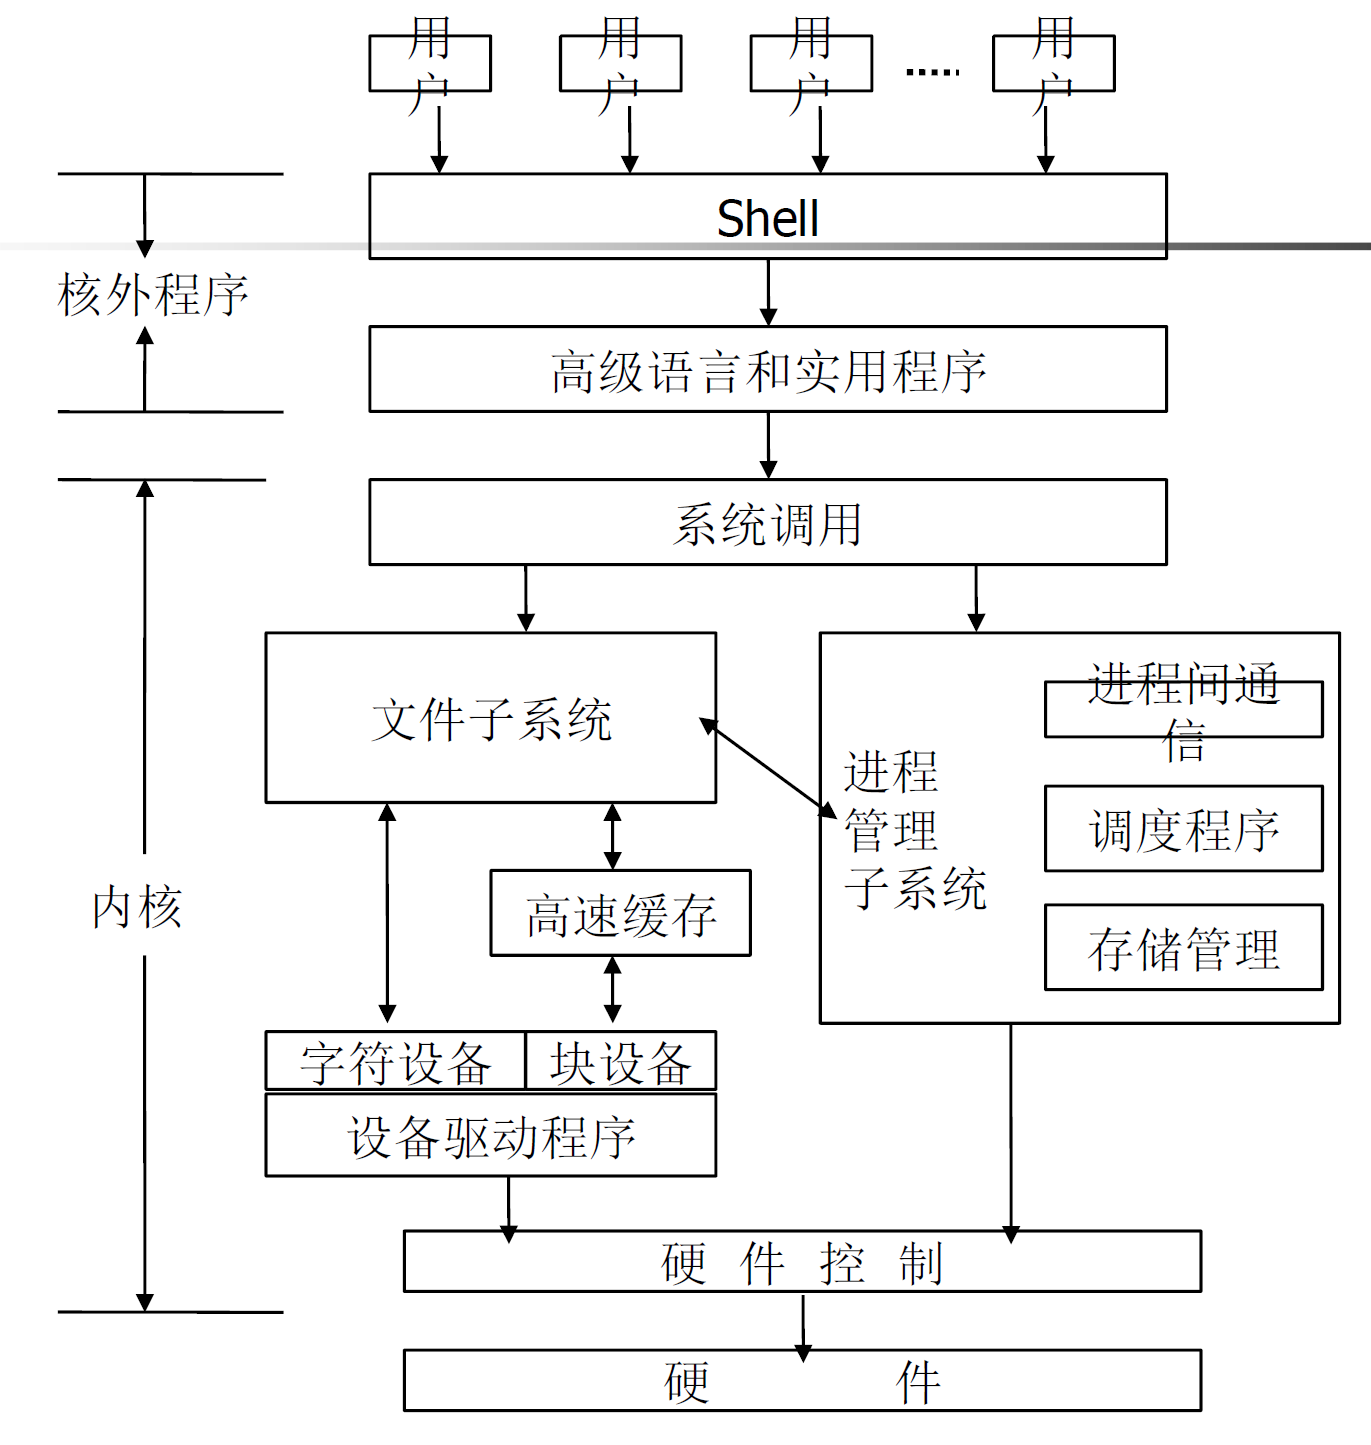 用
户
用
户
用
户
······
用
户
Shell
核外程序
高级语言和实用程序
系统调用
文件子系统
进程间通
信
进程
管理
子系统
调度程序
高速缓存
内核
存储管理
字符设备
块设备
设备驱动程序
硬 件 控 制
硬 件